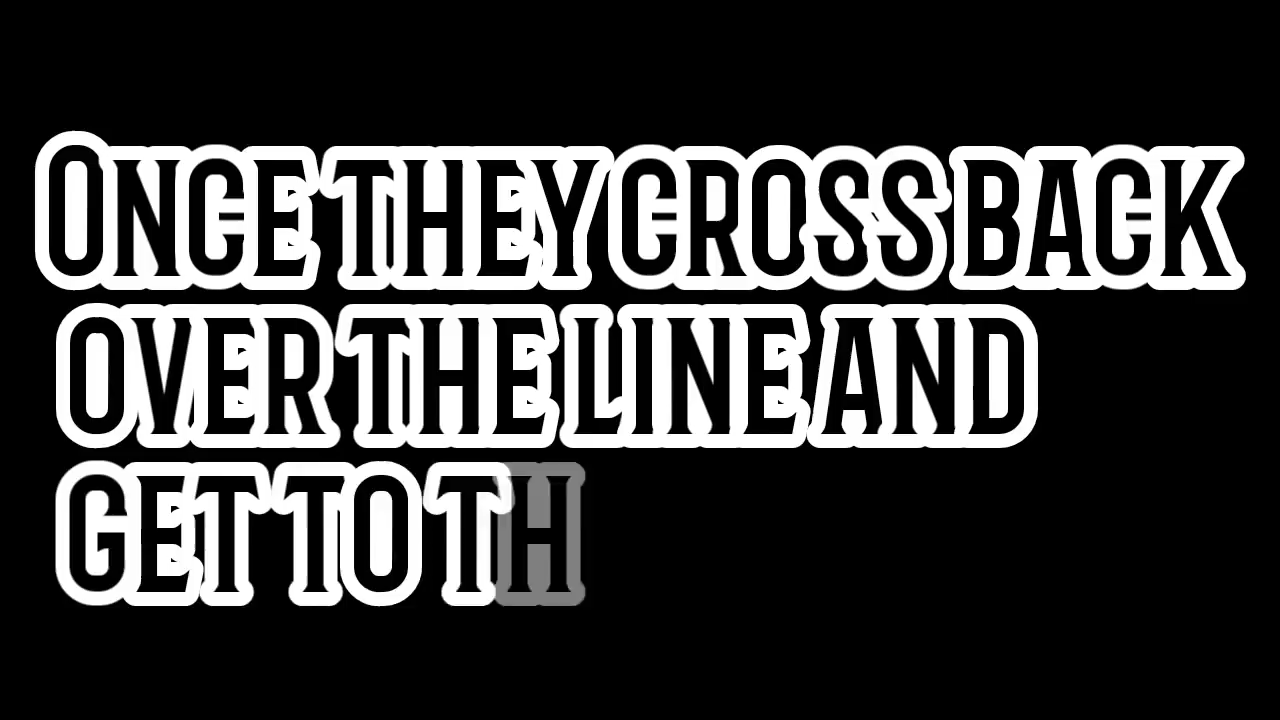 Once they cross back
over the line and
get to th